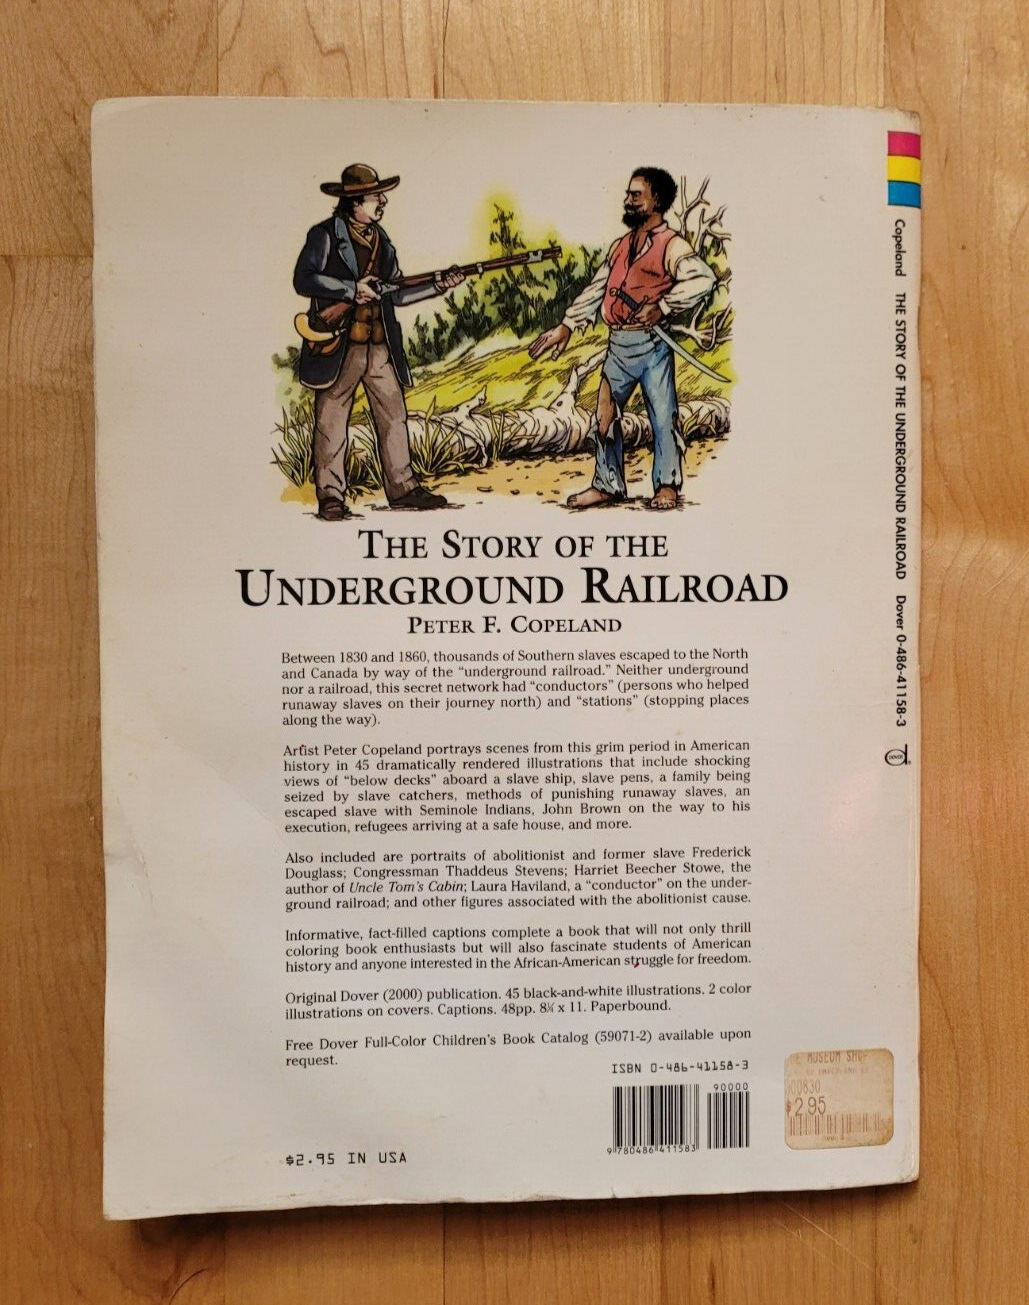 THE STORY OF THE
UNDERGROUND RAILROAD
PETER F. COPELAND
Between 1830 and 1860, thousands of Southern slaves escaped to the North
and Canada by way of the “underground railroad.” Neither underground
nor a railroad, this secret network had “conductors” (persons who helped
runaway slaves on their journey north) and “stations” (stopping places
along the way).
Artist Peter Copeland portrays scenes from this grim period in American
history in 45 dramatically rendered illustrations that include shocking
views of “below decks” aboard a slave ship, slave pens, a family being
seized by slave catchers, methods of punishing runaway slaves, an
escaped slave with Seminole Indians, John Brown on the way to his
execution, refugees arriving at a safe house, and more.
Also included are portraits of abolitionist and former slave Frederick
Douglass; Congressman Thaddeus Stevens; Harriet Beecher Stowe, the
author of Uncle Tom's Cabin; Laura Haviland, a “conductor” on the under-
ground railroad; and other figures associated with the abolitionist cause.
Informative, fact-filled captions complete a book that will not only thrill
coloring book enthusiasts but will also fascinate students of American
history and anyone interested in the African-American struggle for freedom.
Original Dover (2000) publication. 45 black-and-white illustrations. 2 color
illustrations on covers. Captions. 48pp. 8¼ x 11. Paperbound.
Free Dover Full-Color Children's Book Catalog (59071-2) available upon
request.
ISBN 0-486-41158-3
90000
9 780486 411583
$2.95 IN USA
MUSEUM SHOP
00830
$2.95
Copeland THE STORY OF THE UNDERGROUND RAILROAD Dover 0-486-41158-3
DOVER